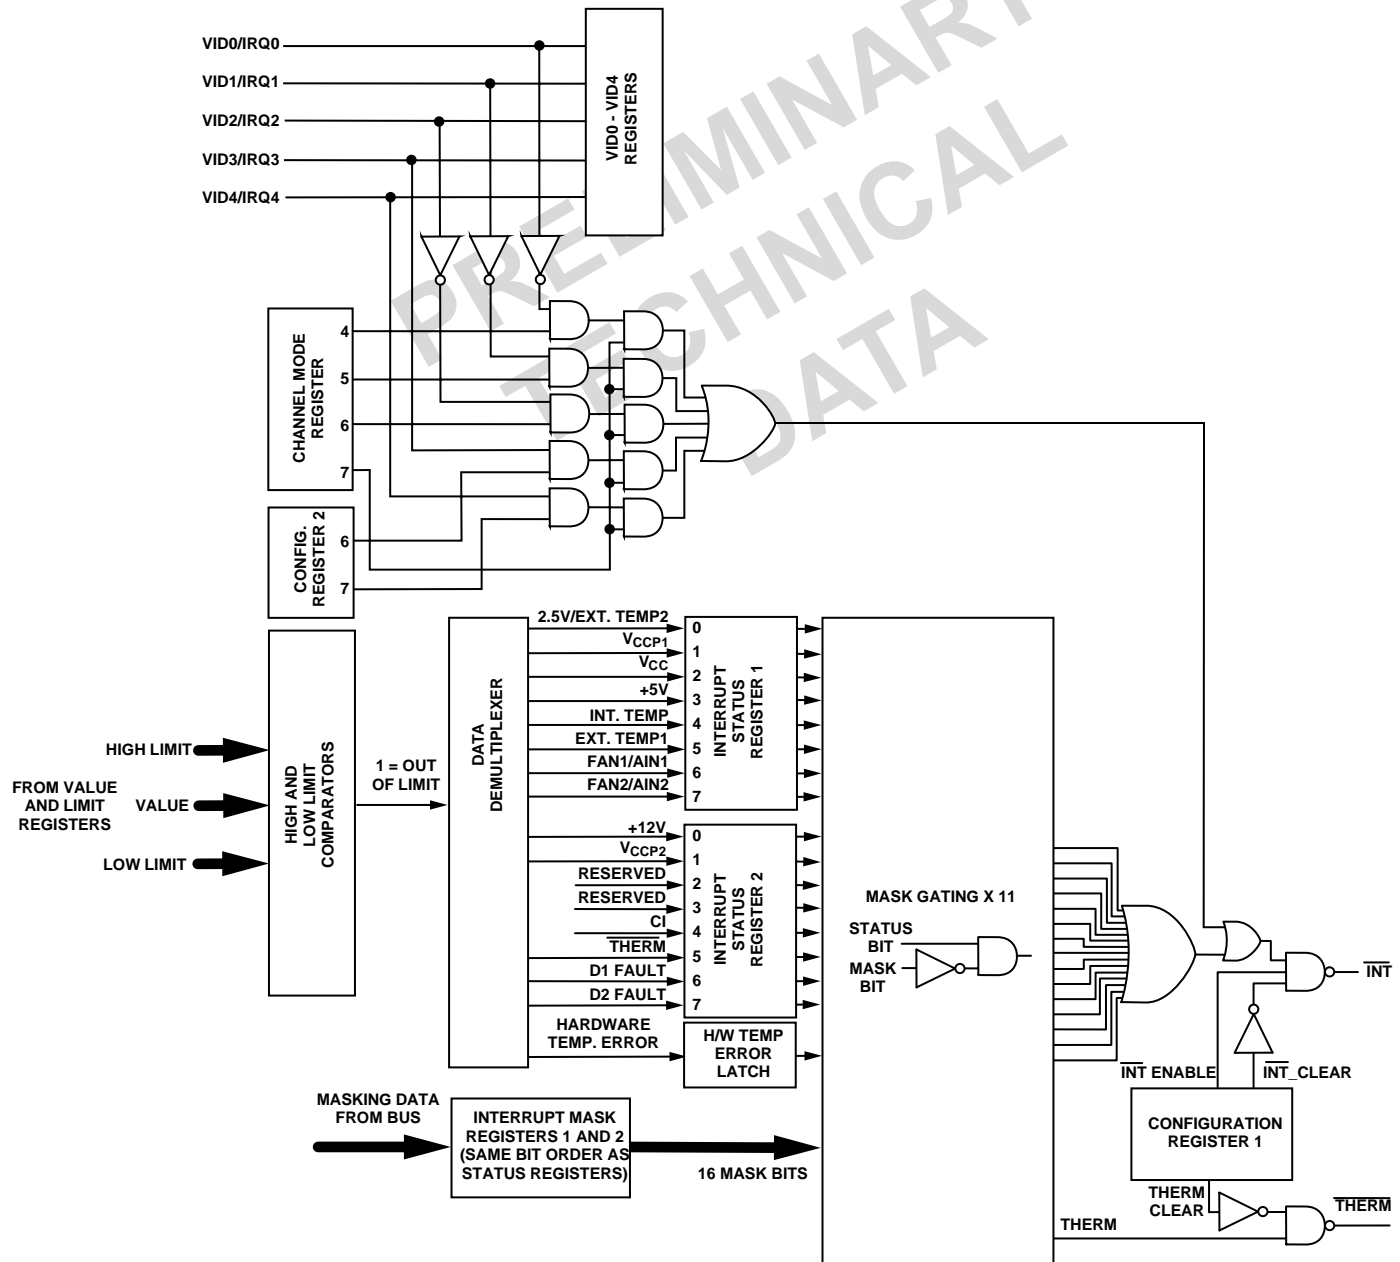 PRELIMINARY
TECHNICAL
DATA
VID0/IRQ0
VID1/IRQ1
VID2/IRQ2
VID3/IRQ3
VID4/IRQ4
VID0 - VID4
REGISTERS
CHANNEL MODE
REGISTER
4
5
6
7
CONFIG.
REGISTER 2
6
7
HIGH LIMIT
FROM VALUE
AND LIMIT
REGISTERS
VALUE
LOW LIMIT
HIGH AND
LOW LIMIT
COMPARATORS
1 = OUT
OF LIMIT
DATA
DEMULTIPLEXER
2.5V/EXT. TEMP2
VCCP1
VCC
+5V
INT. TEMP
EXT. TEMP1
FAN1/AIN1
FAN2/AIN2
0
1
2
3
4
5
6
7
INTERRUPT
STATUS
REGISTER 1
+12V
VCCP2
RESERVED
RESERVED
CI
THERM
D1 FAULT
D2 FAULT
0
1
2
3
4
5
6
7
INTERRUPT
STATUS
REGISTER 2
HARDWARE
TEMP. ERROR
H/W TEMP
ERROR
LATCH
MASKING DATA
FROM BUS
INTERRUPT MASK
REGISTERS 1 AND 2
(SAME BIT ORDER AS
STATUS REGISTERS)
16 MASK BITS
MASK GATING X 11
STATUS
BIT
MASK
BIT
INT
INT ENABLE
INT_CLEAR
CONFIGURATION
REGISTER 1
THERM
CLEAR
THERM
THERM